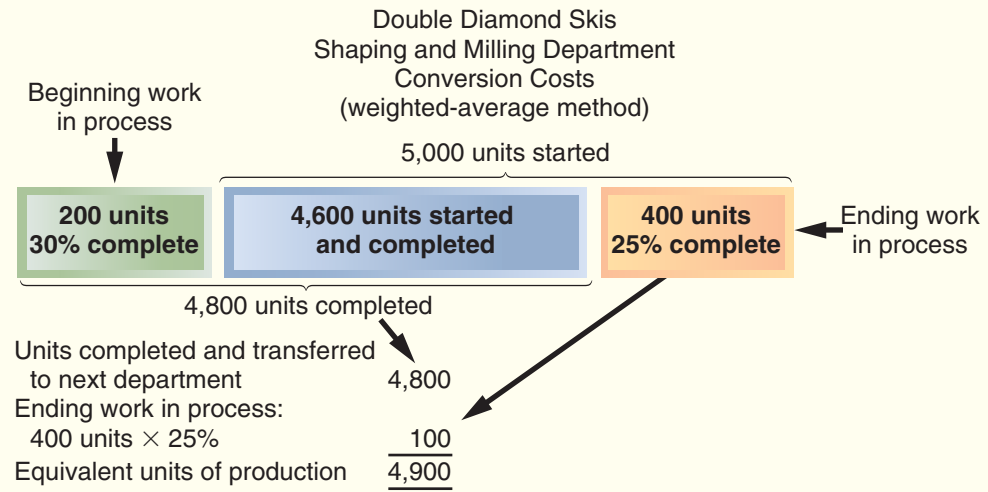 Double Diamond Skis
Shaping and Milling Department
Conversion Costs
(weighted-average method)
Beginning work
in process
5,000 units started
200 units
30% complete
4,600 units started
and completed
400 units
25% complete
Ending work
in process
4,800 units completed
Units completed and transferred
to next department 4,800
Ending work in process:
400 units × 25% 100
Equivalent units of production 4,900